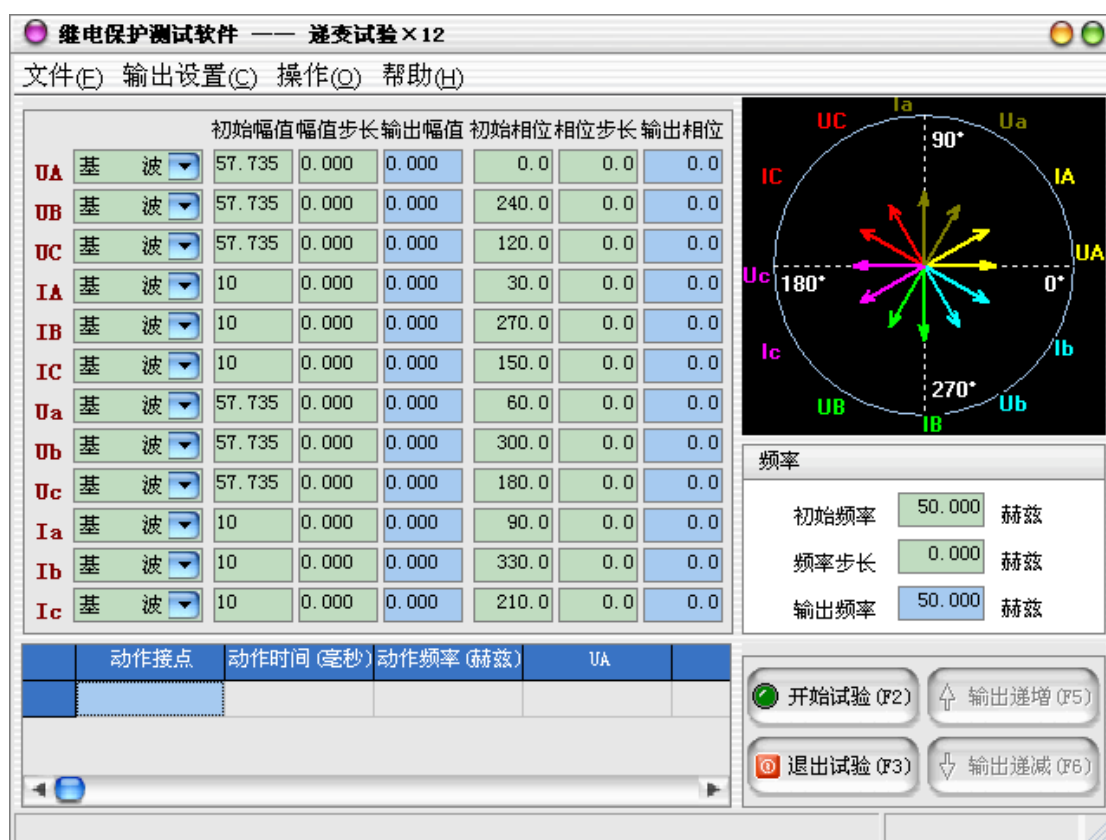 继电保护测试软件 —— 递变试验×12
文件(F) 输出设置(C) 操作(O) 帮助(H)
初始幅值 幅值步长 输出幅值 初始相位 相位步长 输出相位
UA 基 波 57.735 0.000 0.000 0.0 0.0 0.0
UB 基 波 57.735 0.000 0.000 240.0 0.0 0.0
UC 基 波 57.735 0.000 0.000 120.0 0.0 0.0
IA 基 波 10 0.000 0.000 30.0 0.0 0.0
IB 基 波 10 0.000 0.000 270.0 0.0 0.0
IC 基 波 10 0.000 0.000 150.0 0.0 0.0
Ua 基 波 57.735 0.000 0.000 60.0 0.0 0.0
Ub 基 波 57.735 0.000 0.000 300.0 0.0 0.0
Uc 基 波 57.735 0.000 0.000 180.0 0.0 0.0
Ia 基 波 10 0.000 0.000 90.0 0.0 0.0
Ib 基 波 10 0.000 0.000 330.0 0.0 0.0
Ic 基 波 10 0.000 0.000 210.0 0.0 0.0
Ia
UC Ua
90°
IC IA
UA
Uc 180° 0°
Ic Ib
270°
UB Ub
IB
频率
初始频率 50.000 赫兹
频率步长 0.000 赫兹
输出频率 50.000 赫兹
动作接点 动作时间(毫秒) 动作频率(赫兹) UA
开始试验(F2) 输出递增(F5)
退出试验(F3) 输出递减(F6)